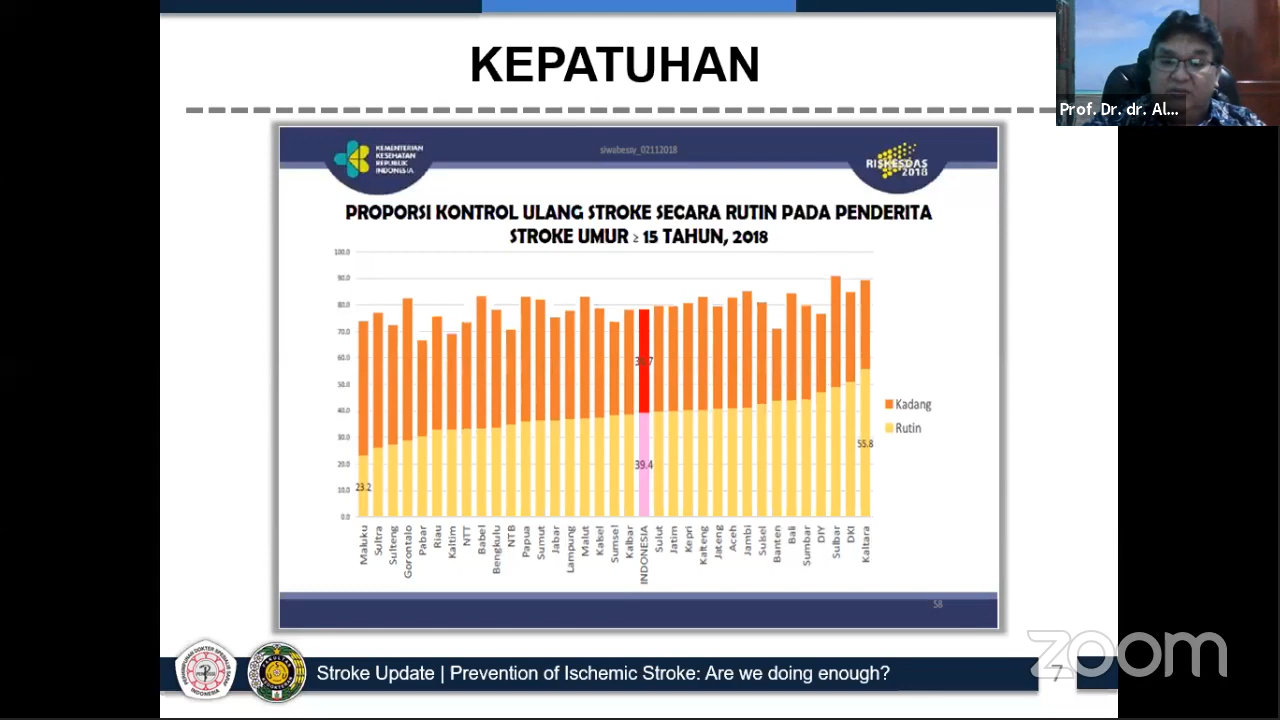 KEPATUHAN
Prof. Dr. dr. Al...
KEMENTERIAN
KESEHATAN
REPUBLIK
INDONESIA
siwabessy_02112018
RISKESDAS
2018
PROPORSI KONTROL ULANG STROKE SECARA RUTIN PADA PENDERITA
STROKE UMUR ≥ 15 TAHUN, 2018
100.0
90.0
80.0
70.0
60.0
50.0
40.0
30.0
20.0
10.0
0.0
23.2
39.4
55.8
Kadang
Rutin
Maluku
Sultra
Sulteng
Gorontalo
Pabar
Riau
Kaltim
NTT
Babel
Bengkulu
NTB
Papua
Sumut
Jabar
Lampung
Malut
Kalsel
Sumsel
Kalbar
INDONESIA
Sulut
Jatim
Kepri
Kalteng
Jateng
Aceh
Jambi
Sulsel
Banten
Bali
Sumbar
DIY
Sulbar
DKI
Kaltara
58
Stroke Update | Prevention of Ischemic Stroke: Are we doing enough?
7
zoom